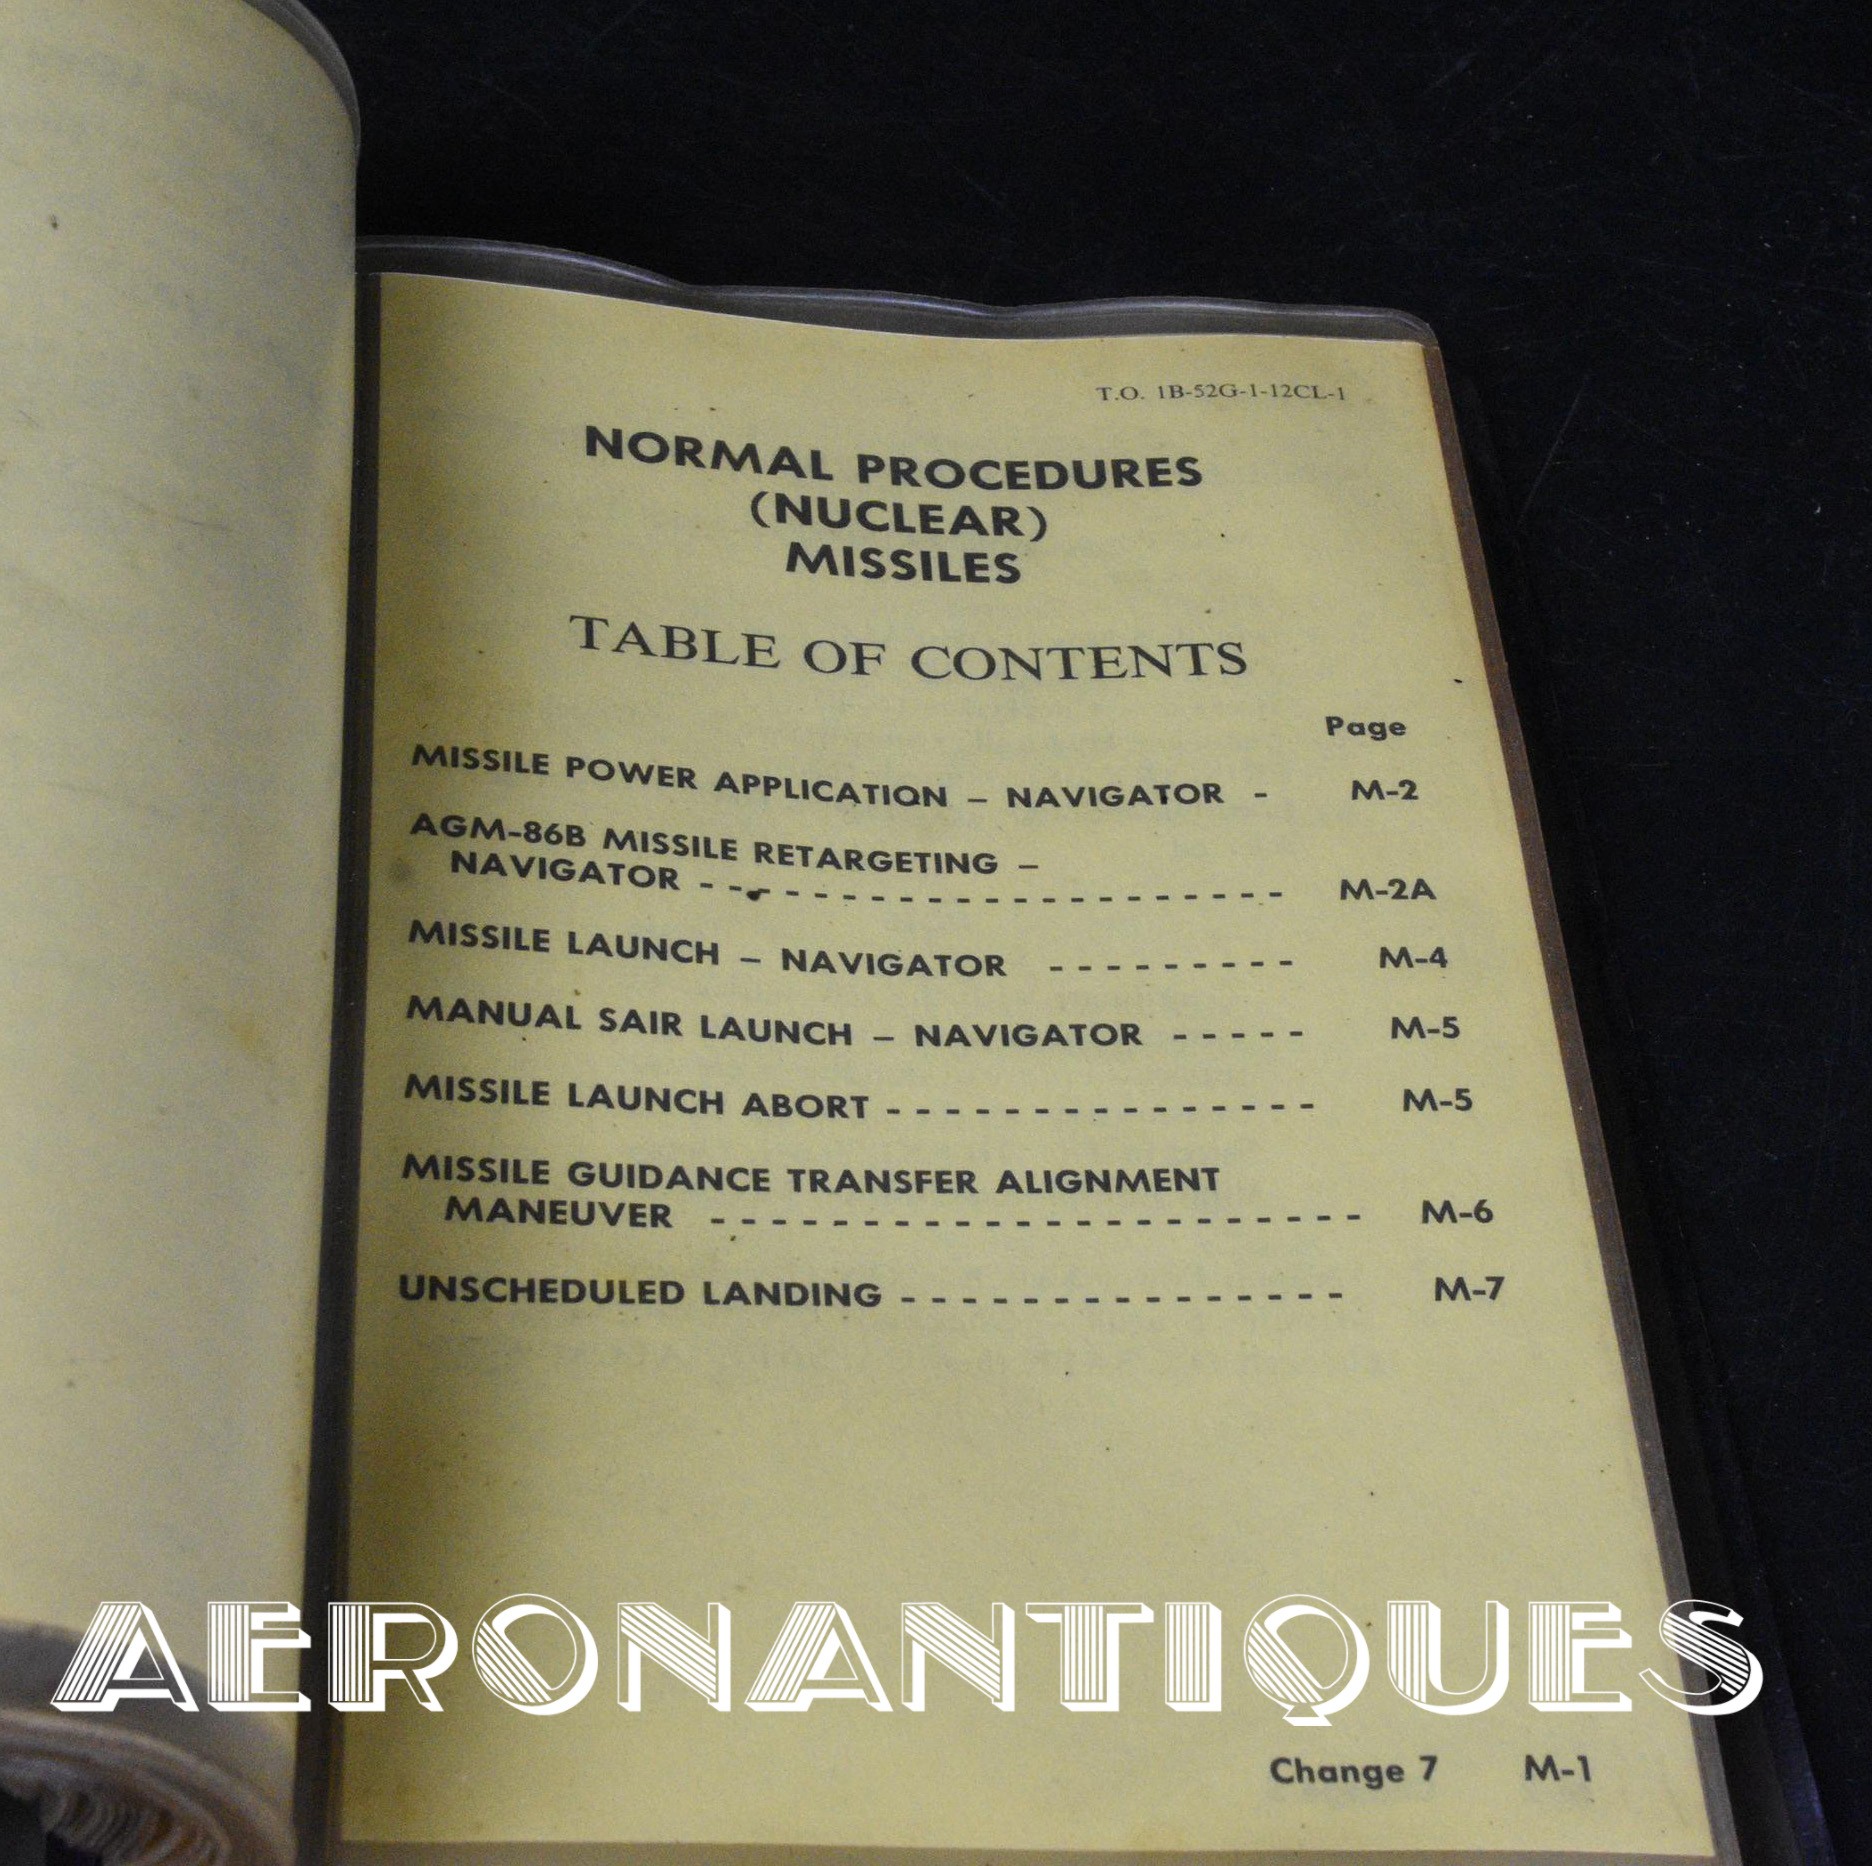 T.O. 1B-52G-1-12CL-1
NORMAL PROCEDURES
(NUCLEAR)
MISSILES
TABLE OF CONTENTS
Page
MISSILE POWER APPLICATION – NAVIGATOR - M-2
AGM-86B MISSILE RETARGETING –
NAVIGATOR - - - - - - - - - - - - - - - - - - - - - M-2A
MISSILE LAUNCH – NAVIGATOR - - - - - - - - - M-4
MANUAL SAIR LAUNCH – NAVIGATOR - - - - - M-5
MISSILE LAUNCH ABORT - - - - - - - - - - - - - - - M-5
MISSILE GUIDANCE TRANSFER ALIGNMENT
MANEUVER - - - - - - - - - - - - - - - - - - - - - - M-6
UNSCHEDULED LANDING - - - - - - - - - - - - - - - M-7
AERONANTIQUES
Change 7 M-1